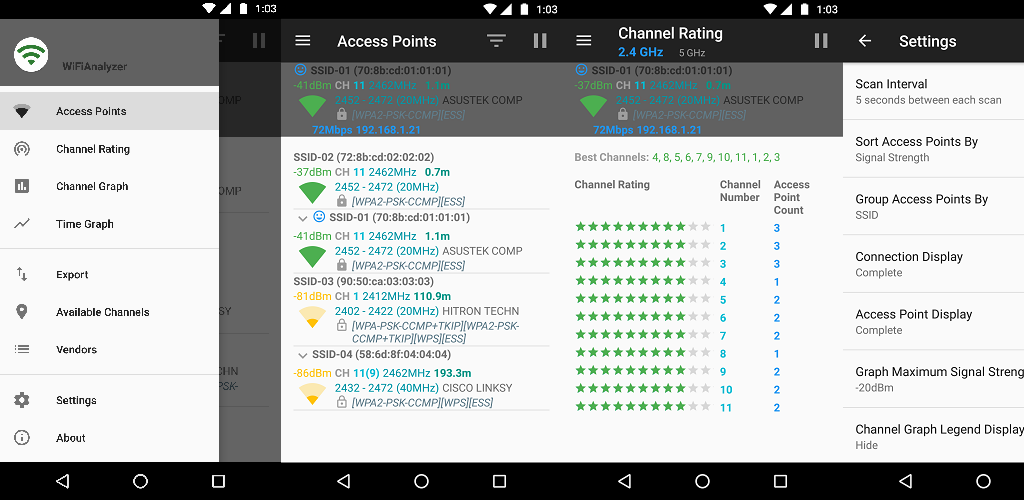 1:03
WiFiAnalyzer
Access Points
Channel Rating
Channel Graph
Time Graph
Export
Available Channels
Vendors
Settings
About
OMP
OMP
SY
CHN
PSK-
1:03
Access Points
SSID-01 (70:8b:cd:01:01:01)
-41dBm CH 11 2462MHz 1.1m
2452 - 2472 (20MHz) ASUSTEK COMP
[WPA2-PSK-CCMP][ESS]
72Mbps 192.168.1.21
SSID-02 (72:8b:cd:02:02:02)
-37dBm CH 11 2462MHz 0.7m
2452 - 2472 (20MHz)
[WPA2-PSK-CCMP][ESS]
SSID-01 (70:8b:cd:01:01:01)
-41dBm CH 11 2462MHz 1.1m
2452 - 2472 (20MHz) ASUSTEK COMP
[WPA2-PSK-CCMP][ESS]
SSID-03 (90:50:ca:03:03:03)
-81dBm CH 1 2412MHz 110.9m
2402 - 2422 (20MHz) HITRON TECHN
[WPA-PSK-CCMP+TKIP][WPA2-PSK-
CCMP+TKIP][WPS][ESS]
SSID-04 (58:6d:8f:04:04:04)
-86dBm CH 11(9) 2462MHz 193.3m
2432 - 2472 (40MHz) CISCO LINKSY
[WPA2-PSK-CCMP][WPS][ESS]
1:03
Channel Rating
2.4 GHz 5 GHz
SSID-01 (70:8b:cd:01:01:01)
-37dBm CH 11 2462MHz 0.7m
2452 - 2472 (20MHz) ASUSTEK COMP
[WPA2-PSK-CCMP][ESS]
72Mbps 192.168.1.21
Best Channels: 4, 8, 5, 6, 7, 9, 10, 11, 1, 2, 3
Channel Rating Channel Number Access Point Count
1 3
2 3
3 3
4 1
5 2
6 2
7 2
8 1
9 2
10 2
11 2
1:03
Settings
Scan Interval
5 seconds between each scan
Sort Access Points By
Signal Strength
Group Access Points By
SSID
Connection Display
Complete
Access Point Display
Complete
Graph Maximum Signal Streng
-20dBm
Channel Graph Legend Display
Hide